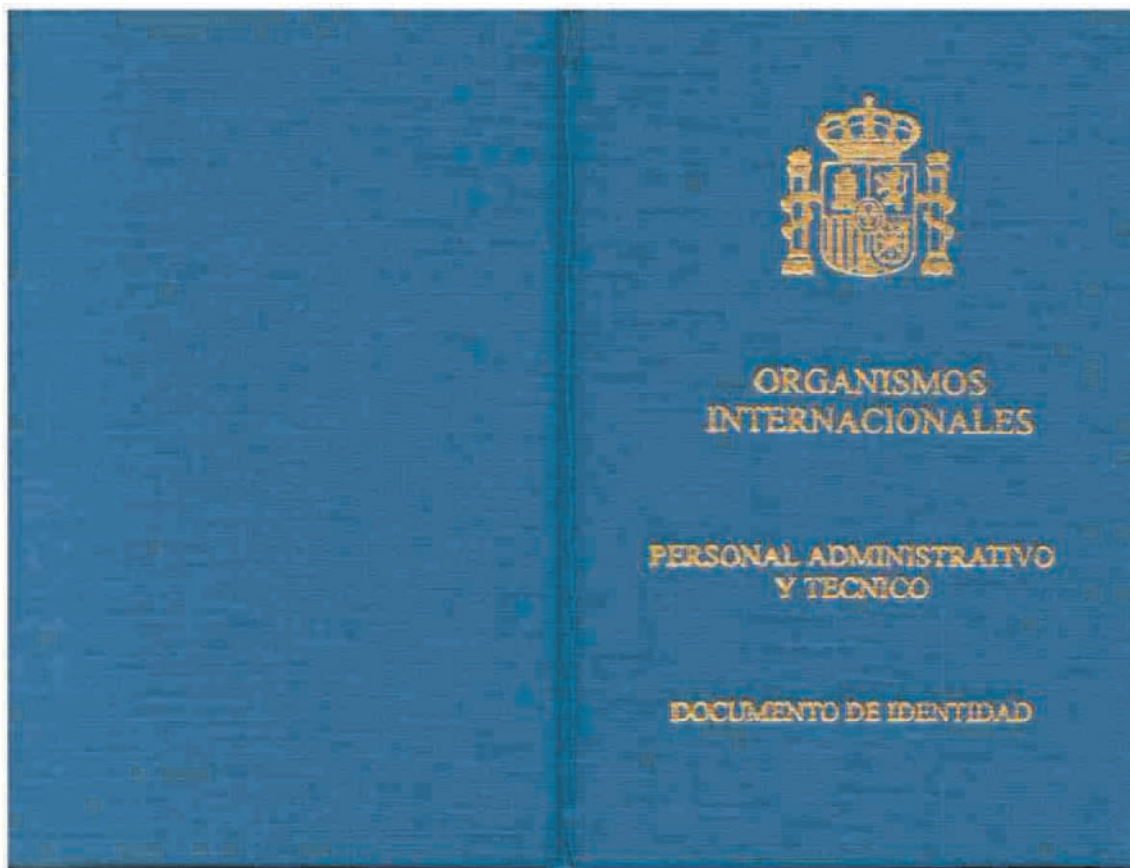 ORGANISMOS
INTERNACIONALES
PERSONAL ADMINISTRATIVO
Y TECNICO
DOCUMENTO DE IDENTIDAD